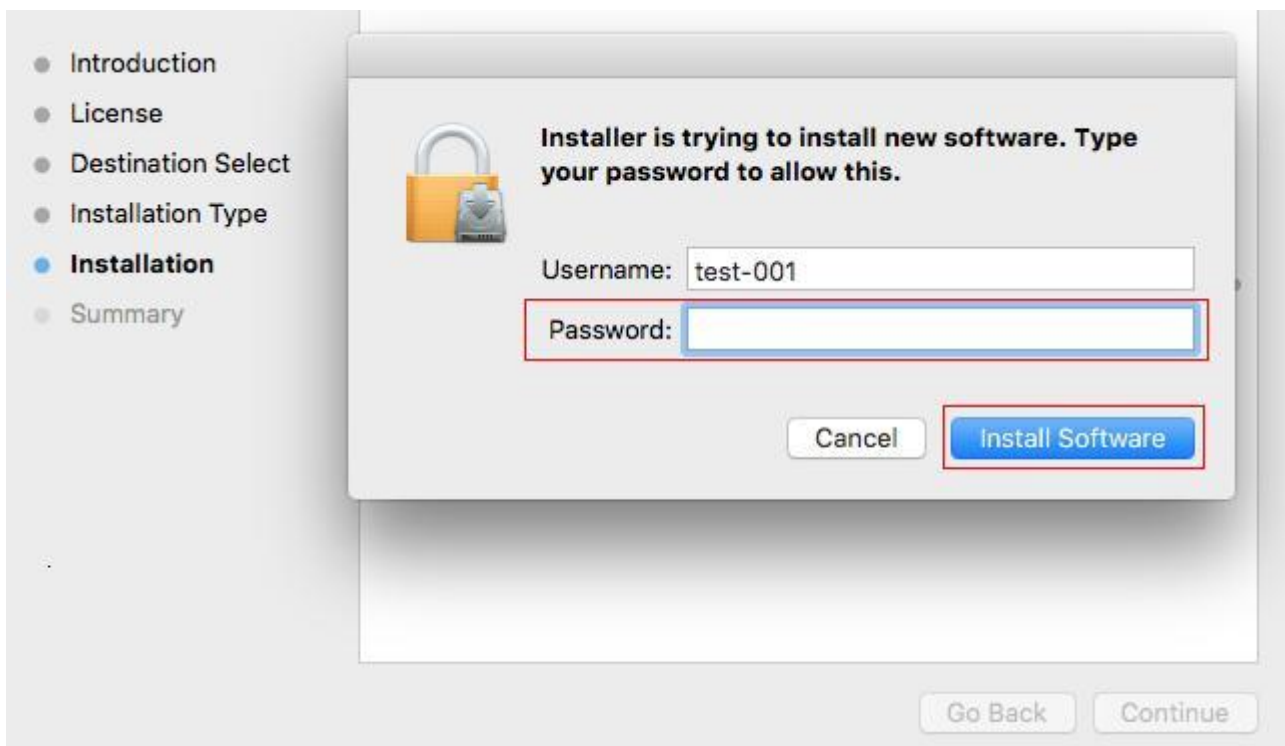 Introduction
License
Destination Select
Installation Type
Installation
Summary
Installer is trying to install new software. Type
your password to allow this.
Username: test-001
Password:
Cancel
Install Software
Go Back
Continue